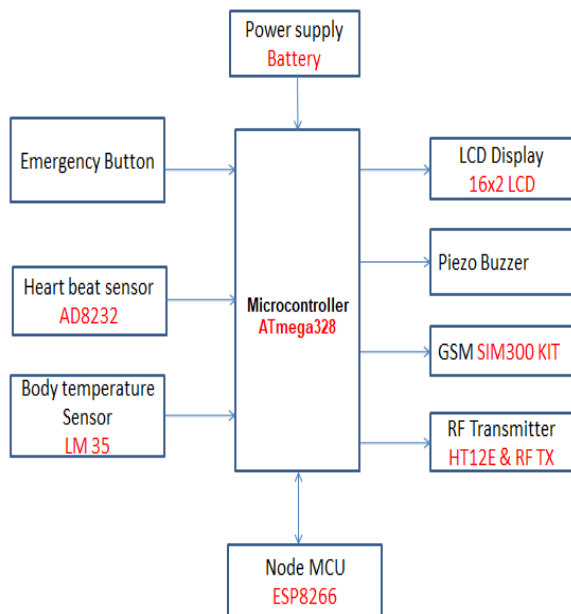 Power supply
Battery
Emergency Button
LCD Display
16x2 LCD
Heart beat sensor
AD8232
Piezo Buzzer
Microcontroller
ATmega328
GSM SIM300 KIT
Body temperature
Sensor
LM 35
RF Transmitter
HT12E & RF TX
Node MCU
ESP8266